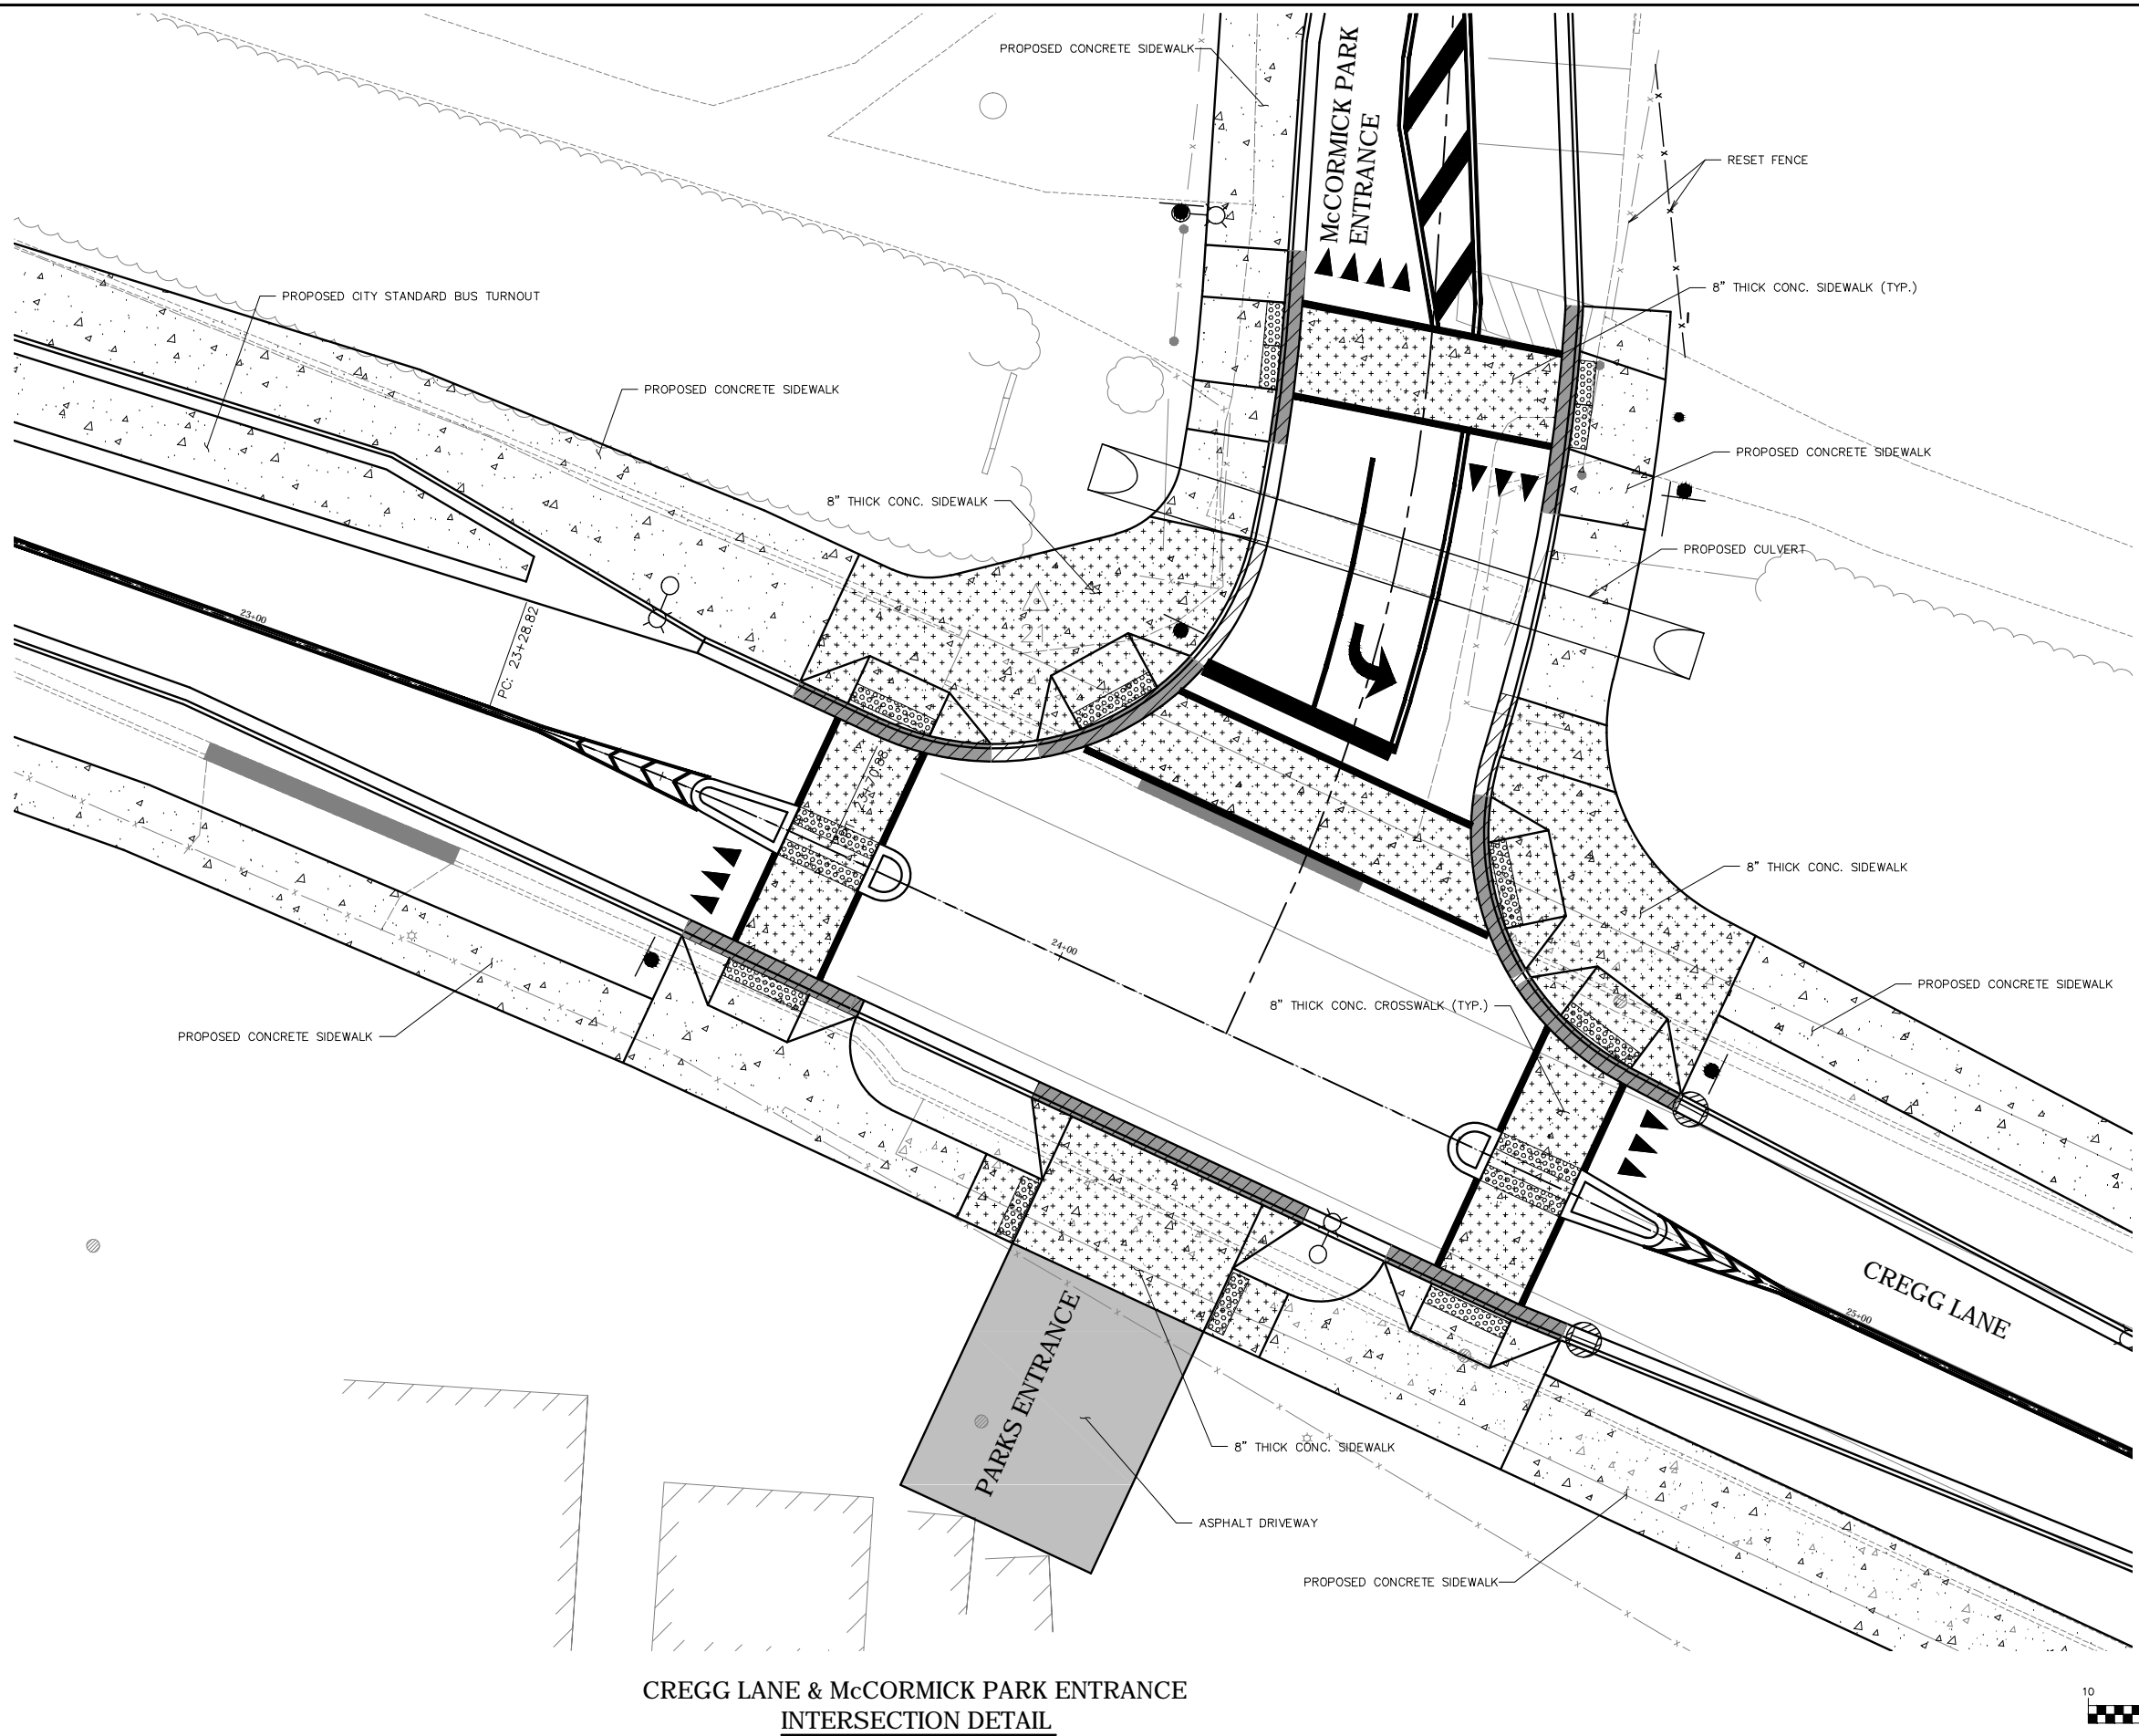 PROPOSED CONCRETE SIDEWALK
McCORMICK PARK
ENTRANCE
RESET FENCE
8" THICK CONC. SIDEWALK (TYP.)
PROPOSED CITY STANDARD BUS TURNOUT
PROPOSED CONCRETE SIDEWALK
PROPOSED CONCRETE SIDEWALK
8" THICK CONC. SIDEWALK
PROPOSED CULVERT
23+00
PC: 23+28.82
21
23+70.88
8" THICK CONC. SIDEWALK
24+00
PROPOSED CONCRETE SIDEWALK
8" THICK CONC. CROSSWALK (TYP.)
PROPOSED CONCRETE SIDEWALK
CREGG LANE
25+00
PARKS ENTRANCE
8" THICK CONC. SIDEWALK
ASPHALT DRIVEWAY
PROPOSED CONCRETE SIDEWALK
CREGG LANE & McCORMICK PARK ENTRANCE
INTERSECTION DETAIL
10